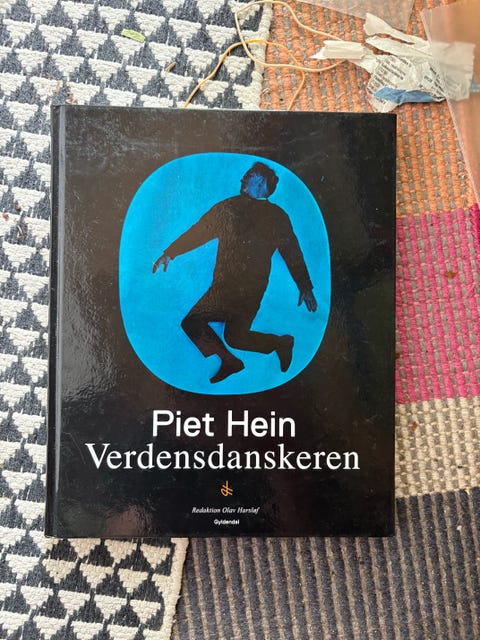 Piet Hein
Verdensdanskeren
Redaktion Olav Harsløf
Gyldendal